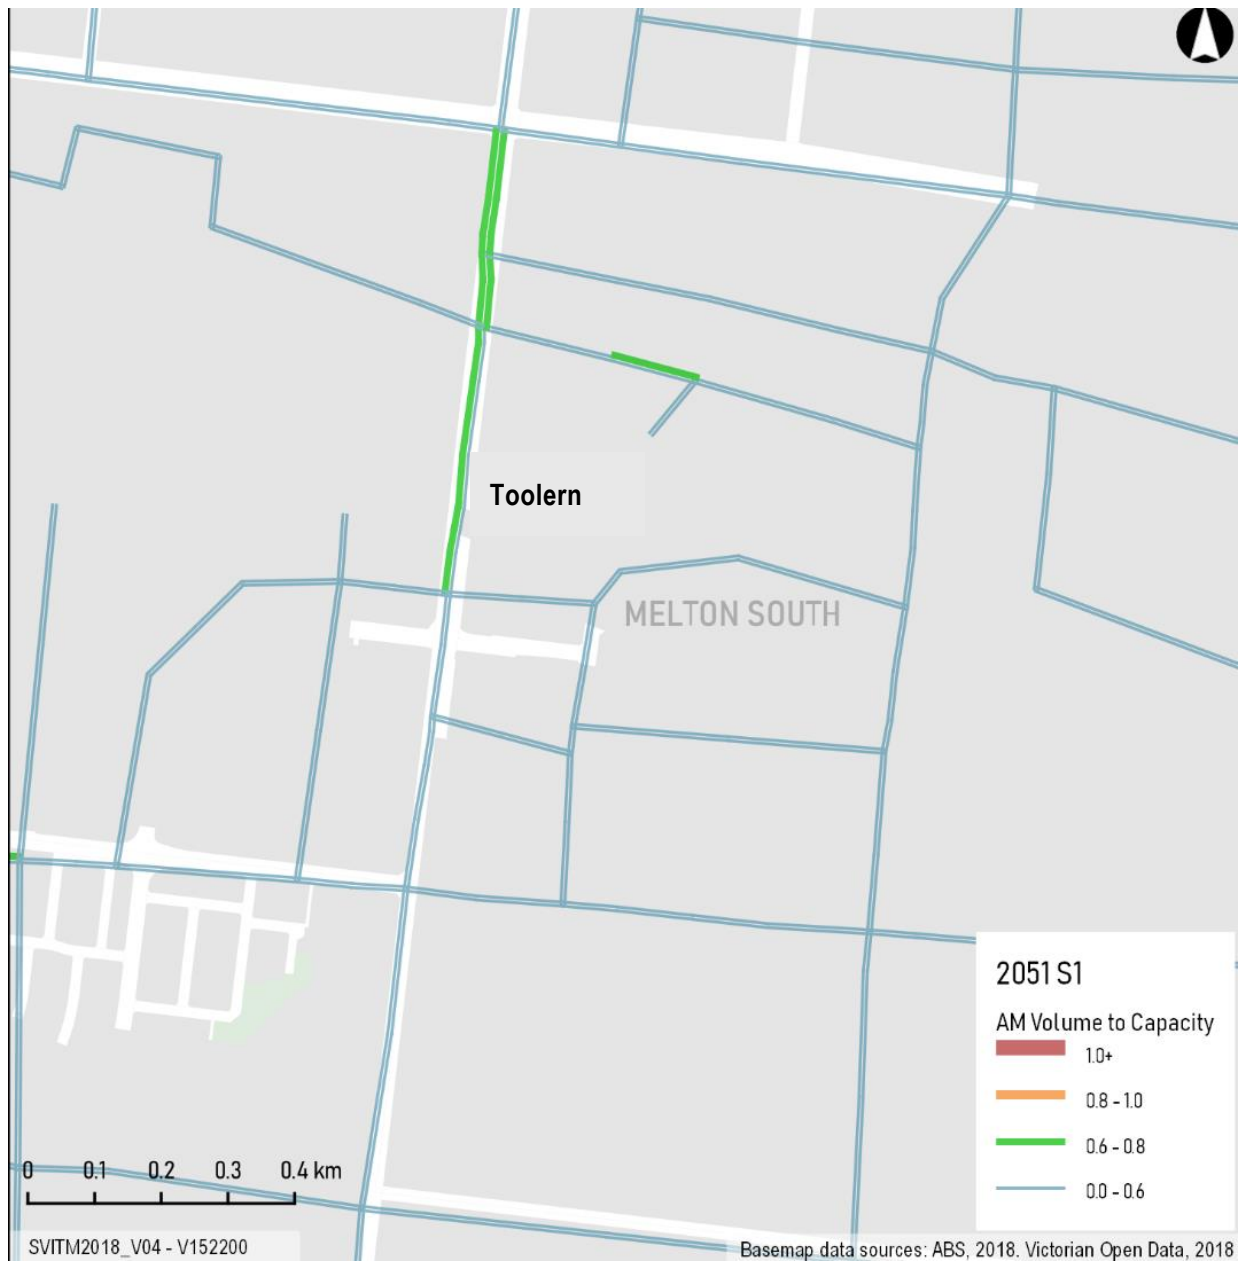 Toolern
MELTON SOUTH
2051 S1
AM Volume to Capacity
1.0+
0.8 - 1.0
0.6 - 0.8
0.0 - 0.6
0 0.1 0.2 0.3 0.4 km
SVITM2018_V04 - V152200
Basemap data sources: ABS, 2018. Victorian Open Data, 2018